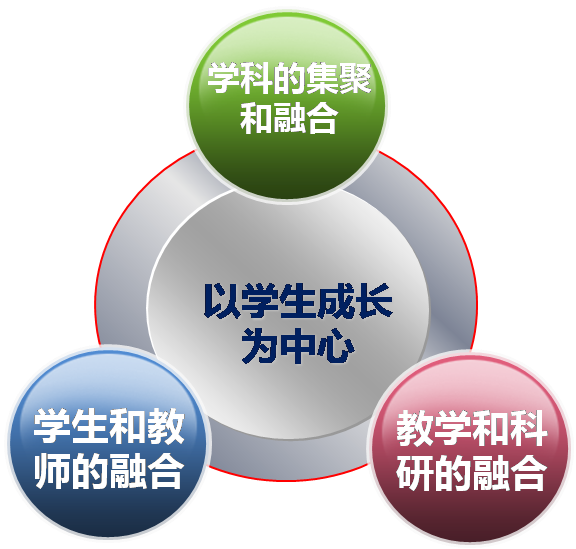 学科的集聚
和融合
以学生成长
为中心
学生和教
师的融合
教学和科
研的融合